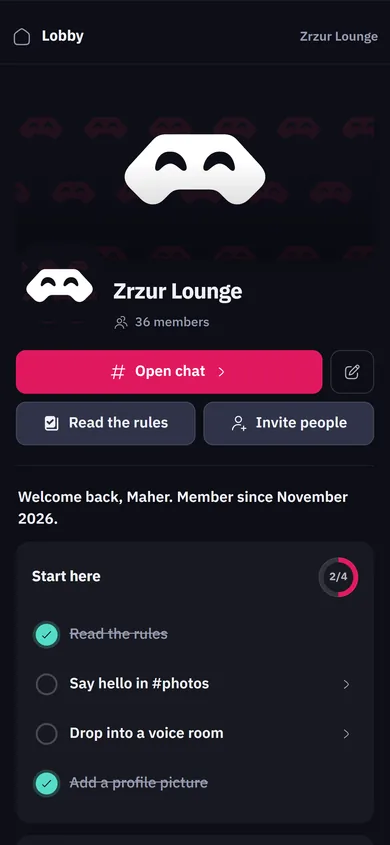 Lobby
Zrzur Lounge
Zrzur Lounge
36 members
Open chat
Read the rules
Invite people
Welcome back, Maher. Member since November
2026.
Start here
2/4
Read the rules
Say hello in #photos
Drop into a voice room
Add a profile picture